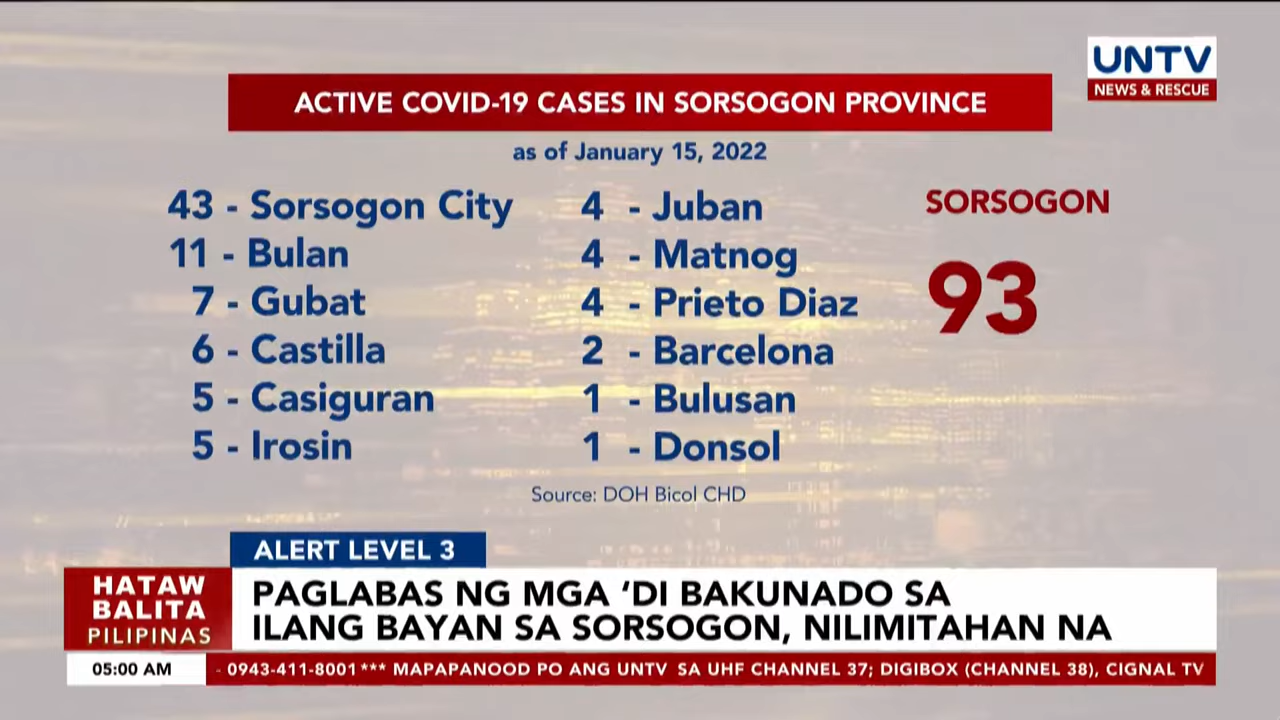 UNTV
NEWS & RESCUE
ACTIVE COVID-19 CASES IN SORSOGON PROVINCE
as of January 15, 2022
43 - Sorsogon City
11 - Bulan
7 - Gubat
6 - Castilla
5 - Casiguran
5 - Irosin
4 - Juban
4 - Matnog
4 - Prieto Diaz
2 - Barcelona
1 - Bulusan
1 - Donsol
SORSOGON
93
Source: DOH Bicol CHD
ALERT LEVEL 3
HATAW
BALITA
PILIPINAS
PAGLABAS NG MGA ‘DI BAKUNADO SA
ILANG BAYAN SA SORSOGON, NILIMITAHAN NA
05:00 AM
- 0943-411-8001 *** MAPAPANOOD PO ANG UNTV SA UHF CHANNEL 37; DIGIBOX (CHANNEL 38), CIGNAL TV